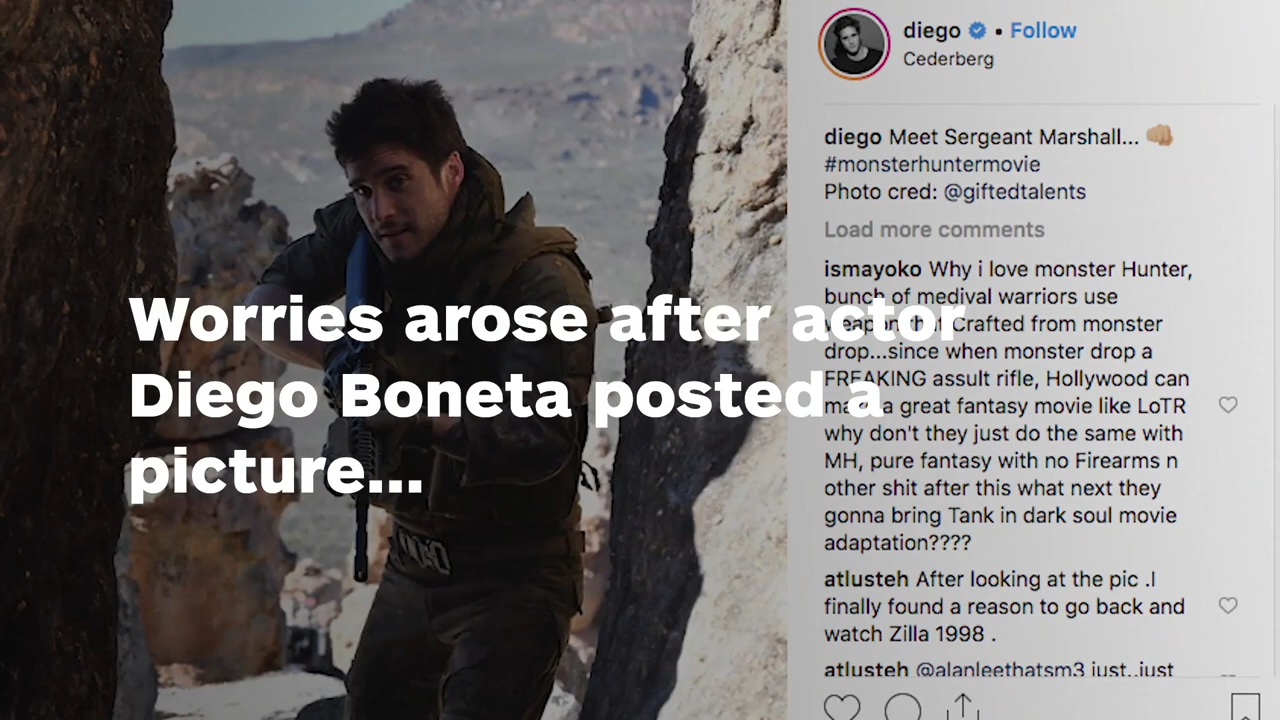 diego • Follow
Cederberg
diego Meet Sergeant Marshall... 👊🏼
#monsterhuntermovie
Photo cred: @giftedtalents
Load more comments
ismayoko Why i love monster Hunter,
bunch of medival warriors use
weapon that Crafted from monster
drop...since when monster drop a
FREAKING assult rifle, Hollywood can
make a great fantasy movie like LoTR
why don't they just do the same with
MH, pure fantasy with no Firearms n
other shit after this what next they
gonna bring Tank in dark soul movie
adaptation????
atlusteh After looking at the pic .I
finally found a reason to go back and
watch Zilla 1998 .
atlusteh @alanleethatsm3 just..just
Worries arose after actor
Diego Boneta posted a
picture...